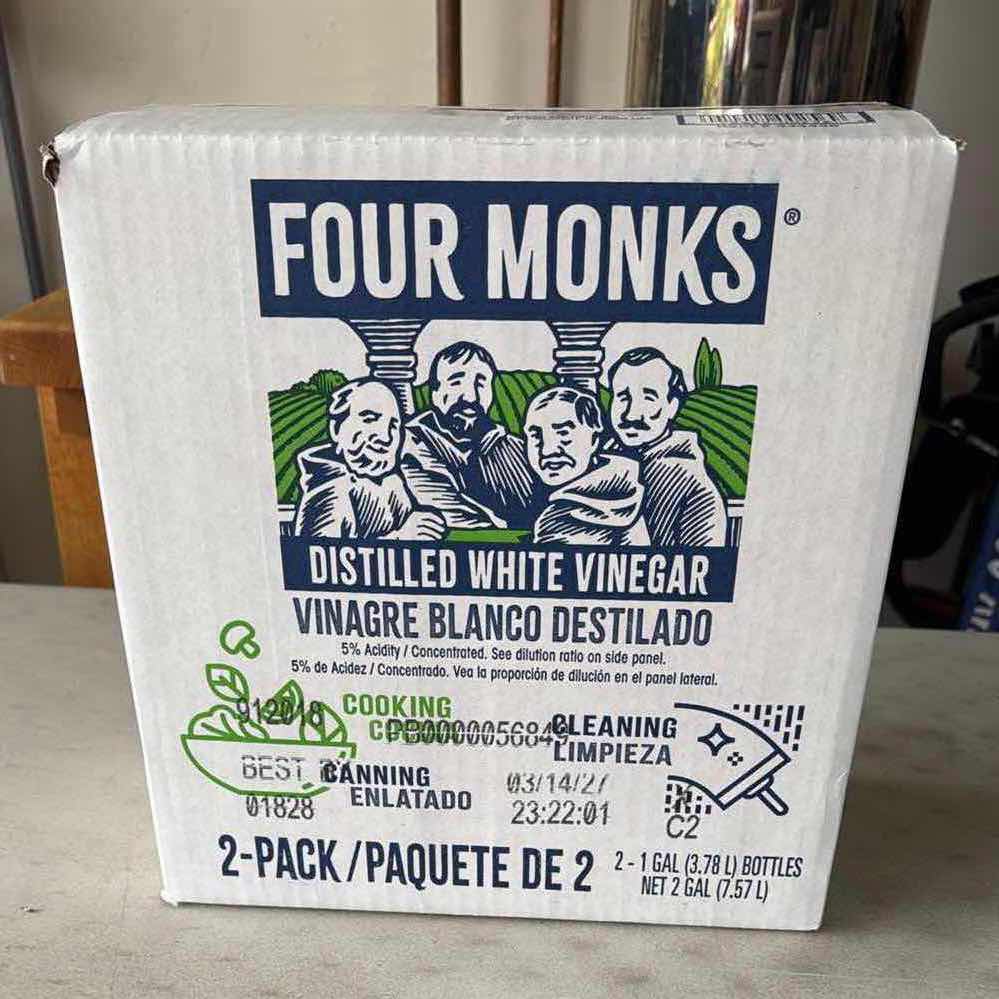 FOUR MONKS®
DISTILLED WHITE VINEGAR
VINAGRE BLANCO DESTILADO
5% Acidity / Concentrated. See dilution ratio on side panel.
5% de Acidez / Concentrado. Vea la proporción de dilución en el panel lateral.
COOKING
912018
PB0000056849
CLEANING
LIMPIEZA
BEST
CANNING
ENLATADO
01828
03/14/27
23:22:01
C2
2-PACK / PAQUETE DE 2
2 - 1 GAL (3.78 L) BOTTLES
NET 2 GAL (7.57 L)